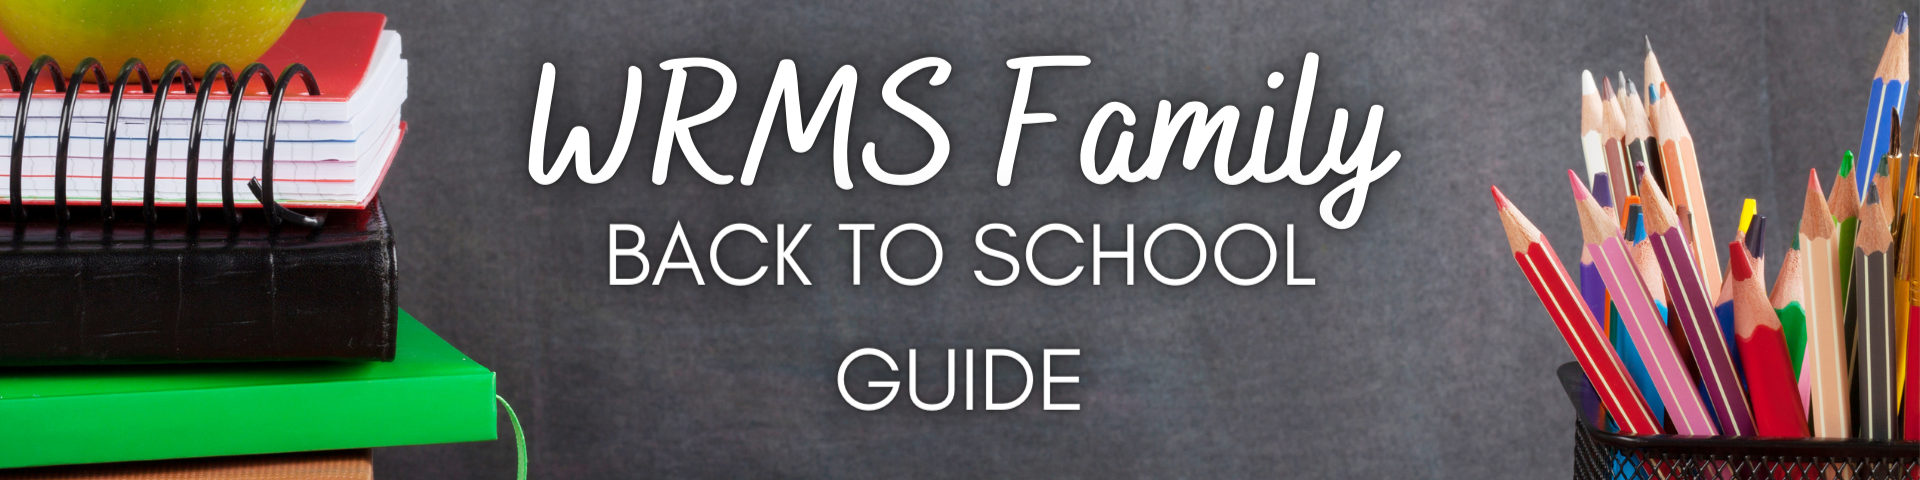 WRMS Family
BACK TO SCHOOL
GUIDE